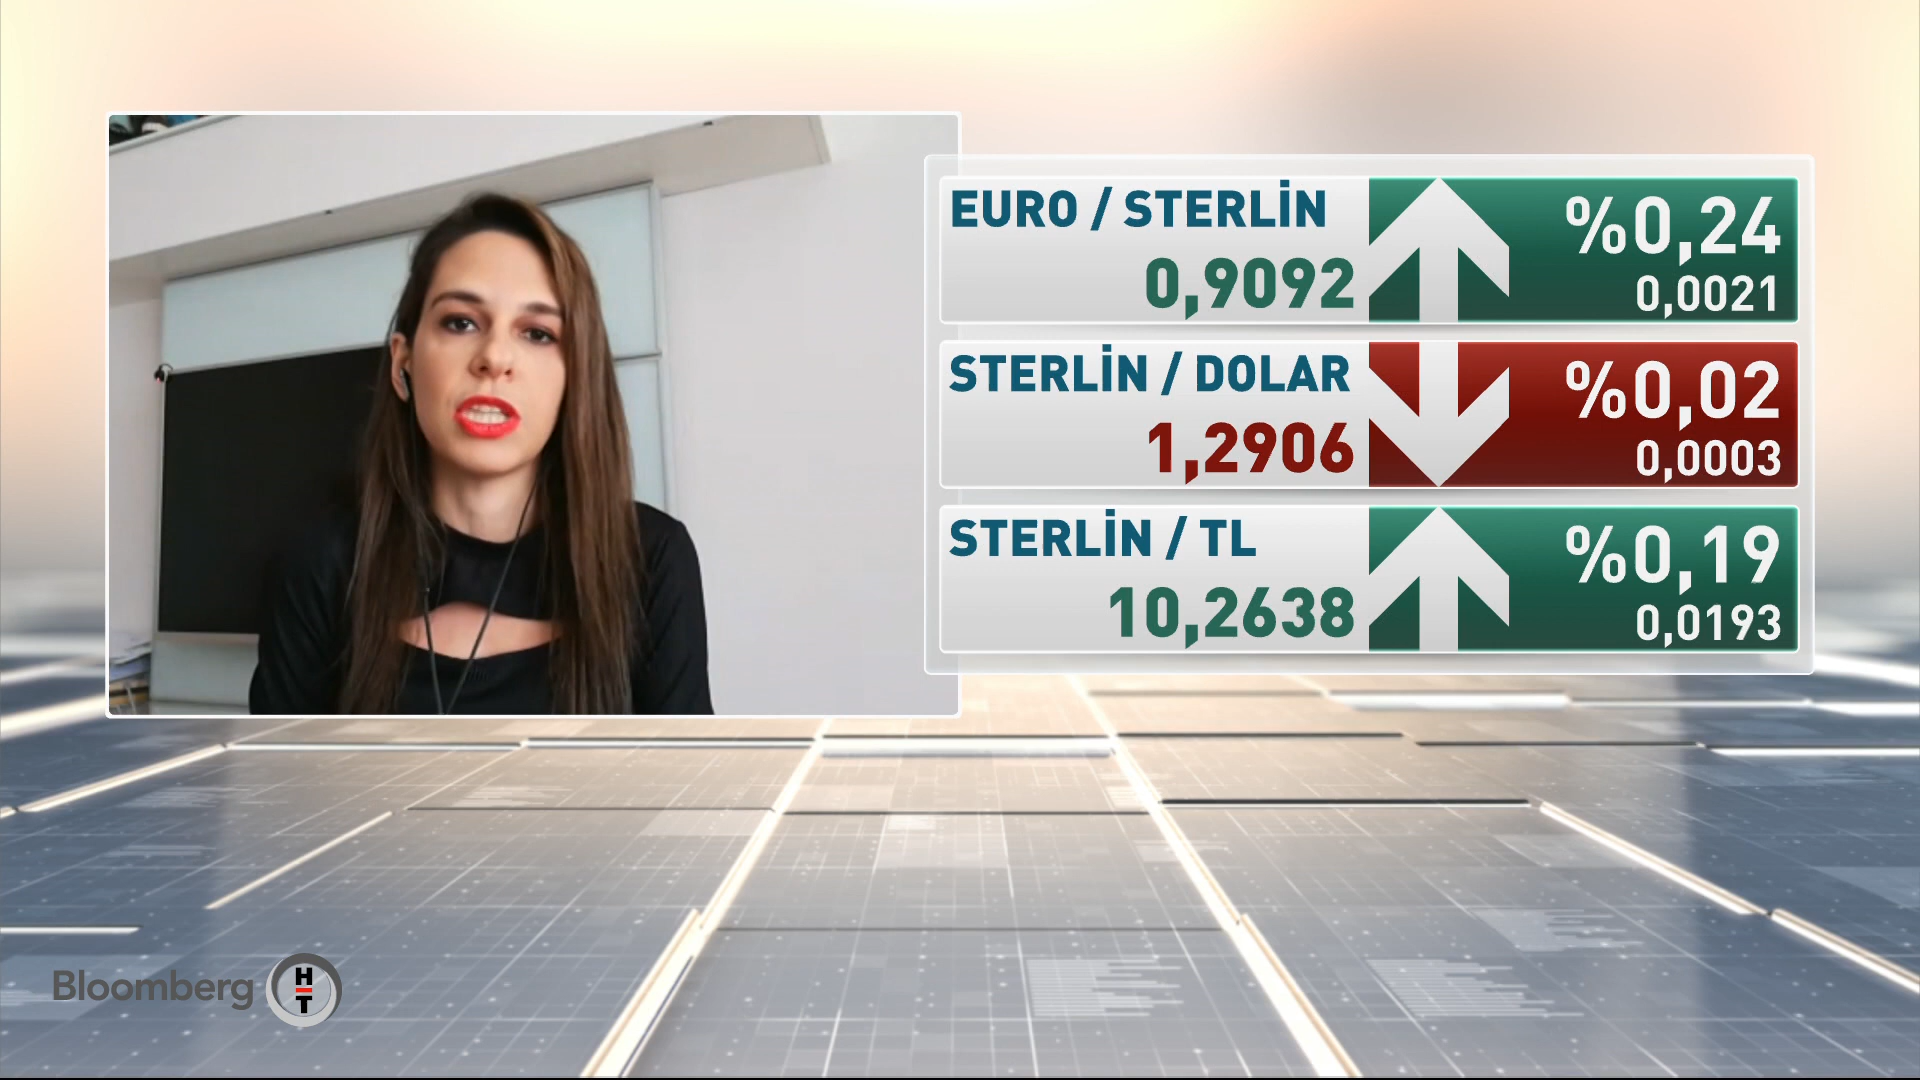 EURO / STERLİN
0,9092
%0,24
0,0021
STERLİN / DOLAR
1,2906
%0,02
0,0003
STERLİN / TL
10,2638
%0,19
0,0193
Bloomberg HT